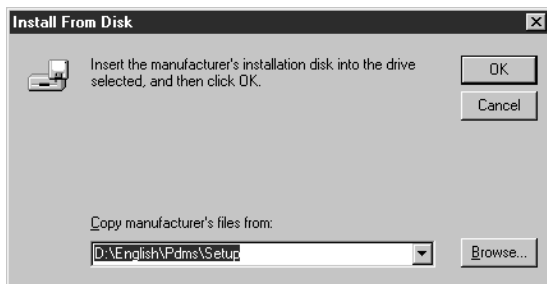 Install From Disk
Insert the manufacturer's installation disk into the drive
selected, and then click OK.
OK
Cancel
Copy manufacturer's files from:
D:\English\Pdms\Setup
Browse...